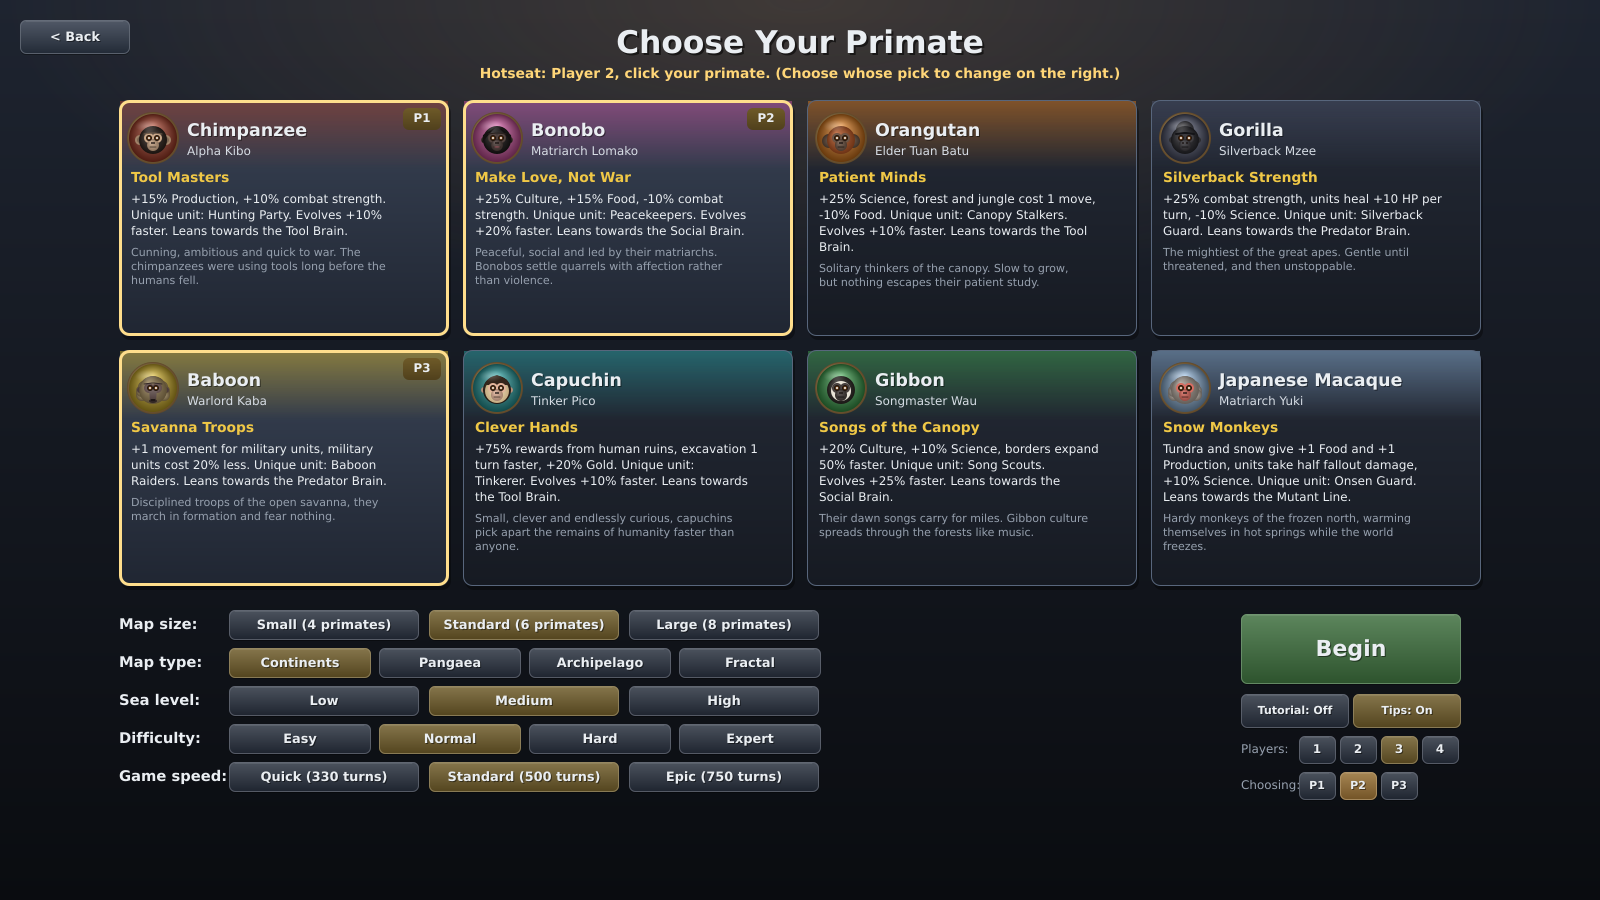 < Back
Choose Your Primate
Hotseat: Player 2, click your primate. (Choose whose pick to change on the right.)
P1
Chimpanzee
Alpha Kibo
Tool Masters
+15% Production, +10% combat strength.
Unique unit: Hunting Party. Evolves +10%
faster. Leans towards the Tool Brain.
Cunning, ambitious and quick to war. The
chimpanzees were using tools long before the
humans fell.
P2
Bonobo
Matriarch Lomako
Make Love, Not War
+25% Culture, +15% Food, -10% combat
strength. Unique unit: Peacekeepers. Evolves
+20% faster. Leans towards the Social Brain.
Peaceful, social and led by their matriarchs.
Bonobos settle quarrels with affection rather
than violence.
Orangutan
Elder Tuan Batu
Patient Minds
+25% Science, forest and jungle cost 1 move,
-10% Food. Unique unit: Canopy Stalkers.
Evolves +10% faster. Leans towards the Tool
Brain.
Solitary thinkers of the canopy. Slow to grow,
but nothing escapes their patient study.
Gorilla
Silverback Mzee
Silverback Strength
+25% combat strength, units heal +10 HP per
turn, -10% Science. Unique unit: Silverback
Guard. Leans towards the Predator Brain.
The mightiest of the great apes. Gentle until
threatened, and then unstoppable.
P3
Baboon
Warlord Kaba
Savanna Troops
+1 movement for military units, military
units cost 20% less. Unique unit: Baboon
Raiders. Leans towards the Predator Brain.
Disciplined troops of the open savanna, they
march in formation and fear nothing.
Capuchin
Tinker Pico
Clever Hands
+75% rewards from human ruins, excavation 1
turn faster, +20% Gold. Unique unit:
Tinkerer. Evolves +10% faster. Leans towards
the Tool Brain.
Small, clever and endlessly curious, capuchins
pick apart the remains of humanity faster than
anyone.
Gibbon
Songmaster Wau
Songs of the Canopy
+20% Culture, +10% Science, borders expand
50% faster. Unique unit: Song Scouts.
Evolves +25% faster. Leans towards the
Social Brain.
Their dawn songs carry for miles. Gibbon culture
spreads through the forests like music.
Japanese Macaque
Matriarch Yuki
Snow Monkeys
Tundra and snow give +1 Food and +1
Production, units take half fallout damage,
+10% Science. Unique unit: Onsen Guard.
Leans towards the Mutant Line.
Hardy monkeys of the frozen north, warming
themselves in hot springs while the world
freezes.
Map size: Small (4 primates) Standard (6 primates) Large (8 primates)
Map type: Continents Pangaea Archipelago Fractal
Sea level: Low Medium High
Difficulty: Easy Normal Hard Expert
Game speed: Quick (330 turns) Standard (500 turns) Epic (750 turns)
Begin
Tutorial: Off Tips: On
Players: 1 2 3 4
Choosing: P1 P2 P3